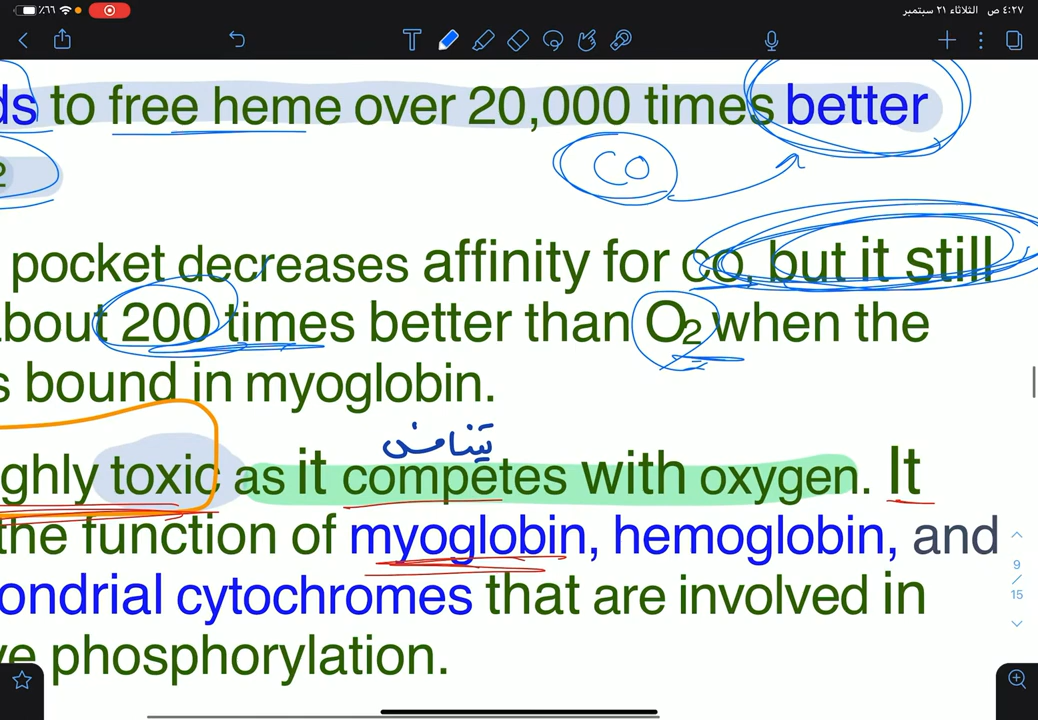 ٪٦٦ ٤:٢٧ ص الثلاثاء ٢١ سبتمبر
ds to free heme over 20,000 times better
CO
2
pocket decreases affinity for co, but it still
bout 200 times better than O₂ when the
s bound in myoglobin.
يتنافس
ghly toxic as it competes with oxygen. It
the function of myoglobin, hemoglobin, and
ondrial cytochromes that are involved in
ve phosphorylation.
9
/
15